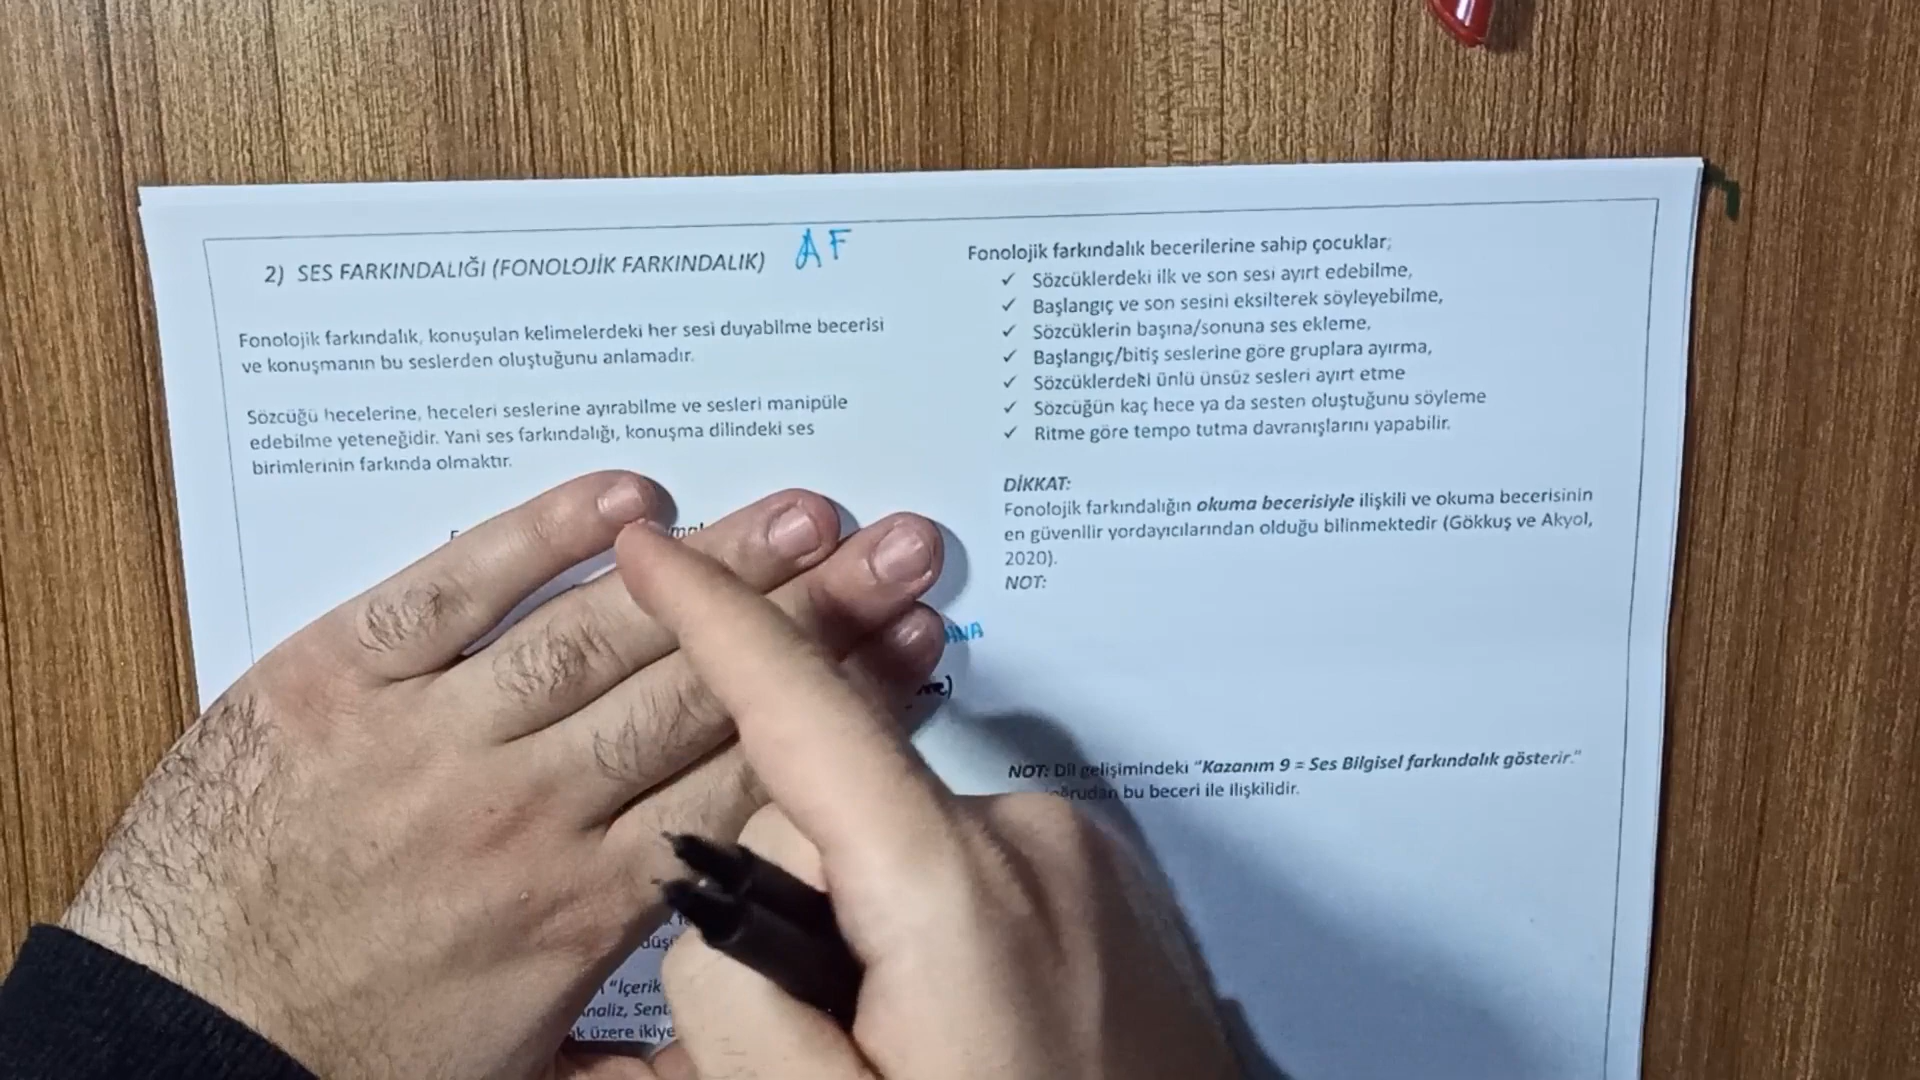 2) SES FARKINDALIĞI (FONOLOJİK FARKINDALIK) AF
Fonolojik farkındalık, konuşulan kelimelerdeki her sesi duyabilme becerisi
ve konuşmanın bu seslerden oluştuğunu anlamadır.
Sözcüğü hecelerine, heceleri seslerine ayırabilme ve sesleri manipüle
edebilme yeteneğidir. Yani ses farkındalığı, konuşma dilindeki ses
birimlerinin farkında olmaktır.
"İçerik
k üzere ikiye
Fonolojik farkındalık becerilerine sahip çocuklar;
✓ Sözcüklerdeki ilk ve son sesi ayırt edebilme,
✓ Başlangıç ve son sesini eksilterek söyleyebilme,
✓ Sözcüklerin başına/sonuna ses ekleme,
✓ Başlangıç/bitiş seslerine göre gruplara ayırma,
✓ Sözcüklerdeki ünlü ünsüz sesleri ayırt etme
✓ Sözcüğün kaç hece ya da sesten oluştuğunu söyleme
✓ Ritme göre tempo tutma davranışlarını yapabilir.
DİKKAT:
Fonolojik farkındalığın okuma becerisiyle ilişkili ve okuma becerisinin
en güvenilir yordayıcılarından olduğu bilinmektedir (Gökkuş ve Akyol,
2020).
NOT:
NOT: Dil gelişimindeki "Kazanım 9 = Ses Bilgisel farkındalık gösterir."
bu beceri ile ilişkilidir.